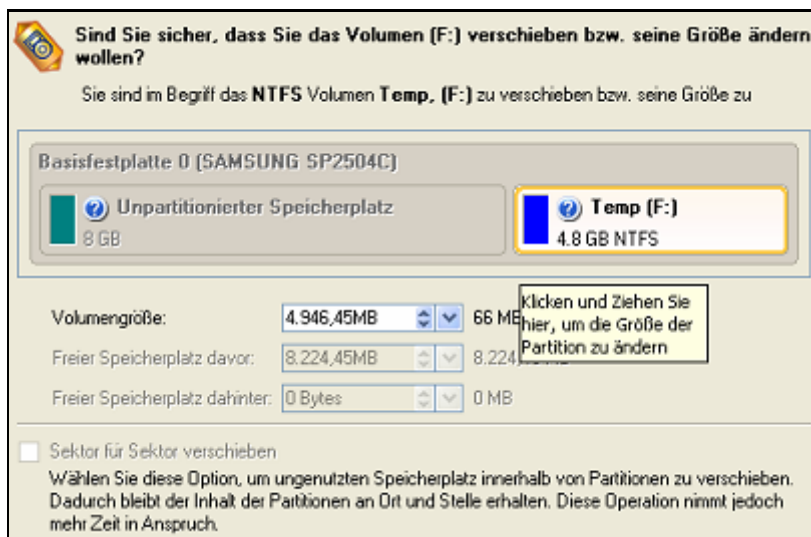 Sind Sie sicher, dass Sie das Volumen (F:) verschieben bzw. seine Größe ändern
wollen?
Sie sind im Begriff das NTFS Volumen Temp, (F:) zu verschieben bzw. seine Größe zu
Basisfestplatte 0 (SAMSUNG SP2504C)
Unpartitionierter Speicherplatz
8 GB
Temp (F:)
4.8 GB NTFS
Volumengröße:
4.946,45MB
66 MB
Klicken und Ziehen Sie
hier, um die Größe der
Partition zu ändern
Freier Speicherplatz davor:
8.224,45MB
8.224
Freier Speicherplatz dahinter:
0 Bytes
0 MB
Sektor für Sektor verschieben
Wählen Sie diese Option, um ungenutzten Speicherplatz innerhalb von Partitionen zu verschieben.
Dadurch bleibt der Inhalt der Partitionen an Ort und Stelle erhalten. Diese Operation nimmt jedoch
mehr Zeit in Anspruch.